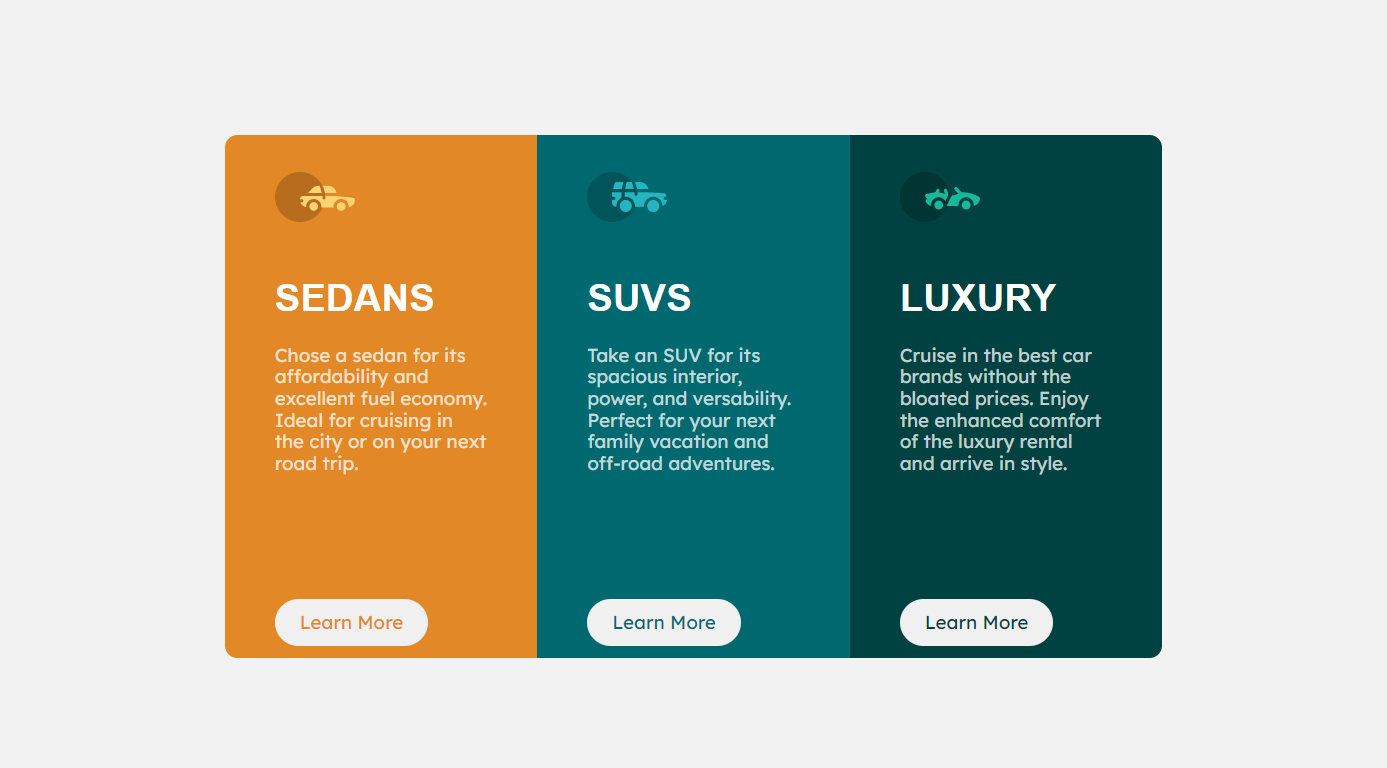 SEDANS
Chose a sedan for its
affordability and
excellent fuel economy.
Ideal for cruising in
the city or on your next
road trip.
Learn More
SUVS
Take an SUV for its
spacious interior,
power, and versability.
Perfect for your next
family vacation and
off-road adventures.
Learn More
LUXURY
Cruise in the best car
brands without the
bloated prices. Enjoy
the enhanced comfort
of the luxury rental
and arrive in style.
Learn More